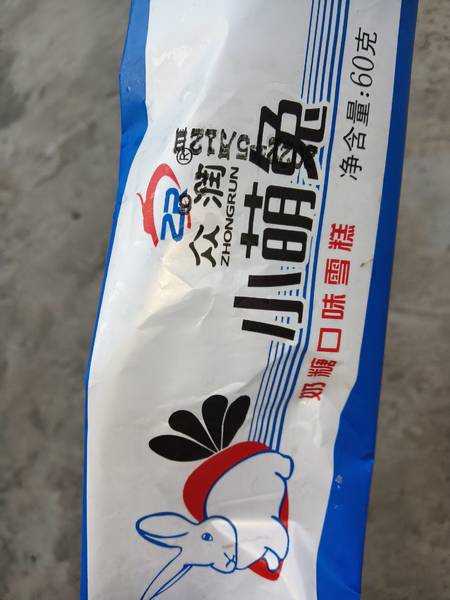 众润®
ZHONGRUN
小萌兔
奶糖口味雪糕
净含量:60克